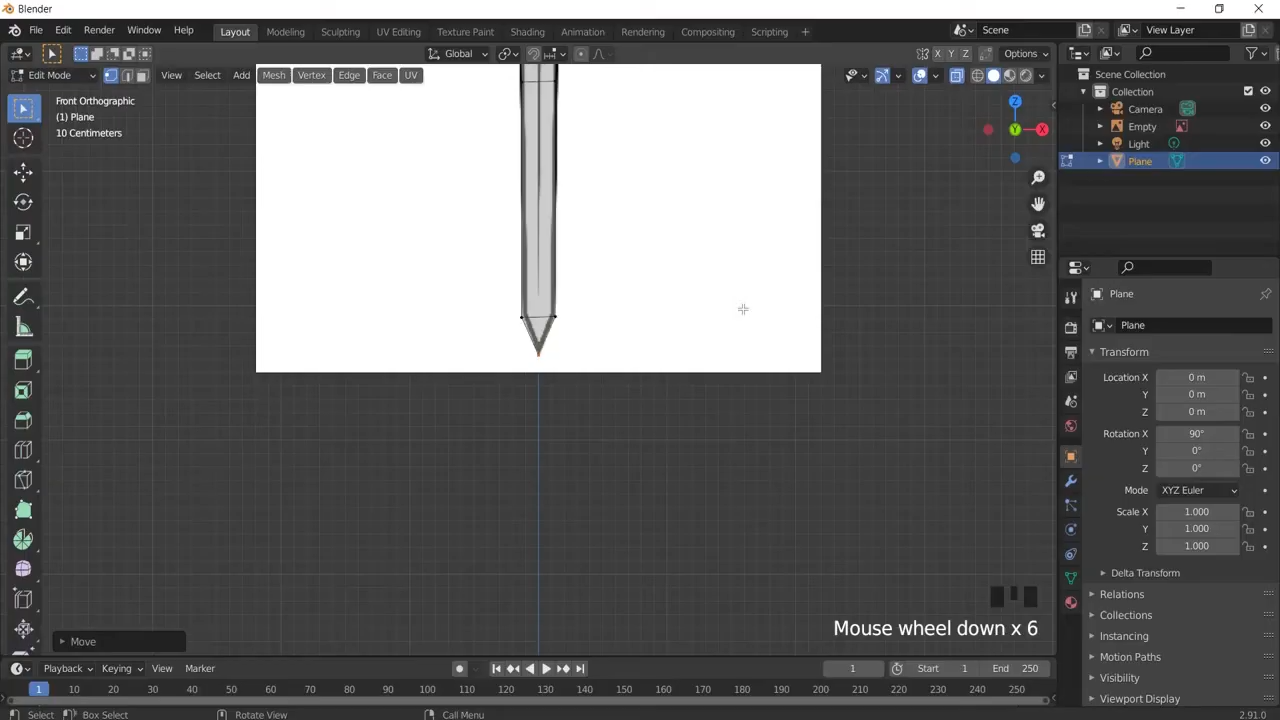 Blender
File Edit Render Window Help Layout Modeling Sculpting UV Editing Texture Paint Shading Animation Rendering Compositing Scripting + Scene View Layer
Global X Y Z Options
Edit Mode View Select Add Mesh Vertex Edge Face UV
Front Orthographic
(1) Plane
10 Centimeters
Z
Y
X
Scene Collection
Collection
Camera
Empty
Light
Plane
Plane
Plane
Transform
Location X 0 m
Y 0 m
Z 0 m
Rotation X 90°
Y 0°
Z 0°
Mode XYZ Euler
Scale X 1.000
Y 1.000
Z 1.000
Delta Transform
Relations
Collections
Instancing
Motion Paths
Visibility
Viewport Display
Mouse wheel down x 6
Move
Playback Keying View Marker 1 Start 1 End 250
1 10 20 30 40 50 60 70 80 90 100 110 120 130 140 150 160 170 180 190 200 210 220 230 240 250
Select Box Select Rotate View Call Menu 2.91.0